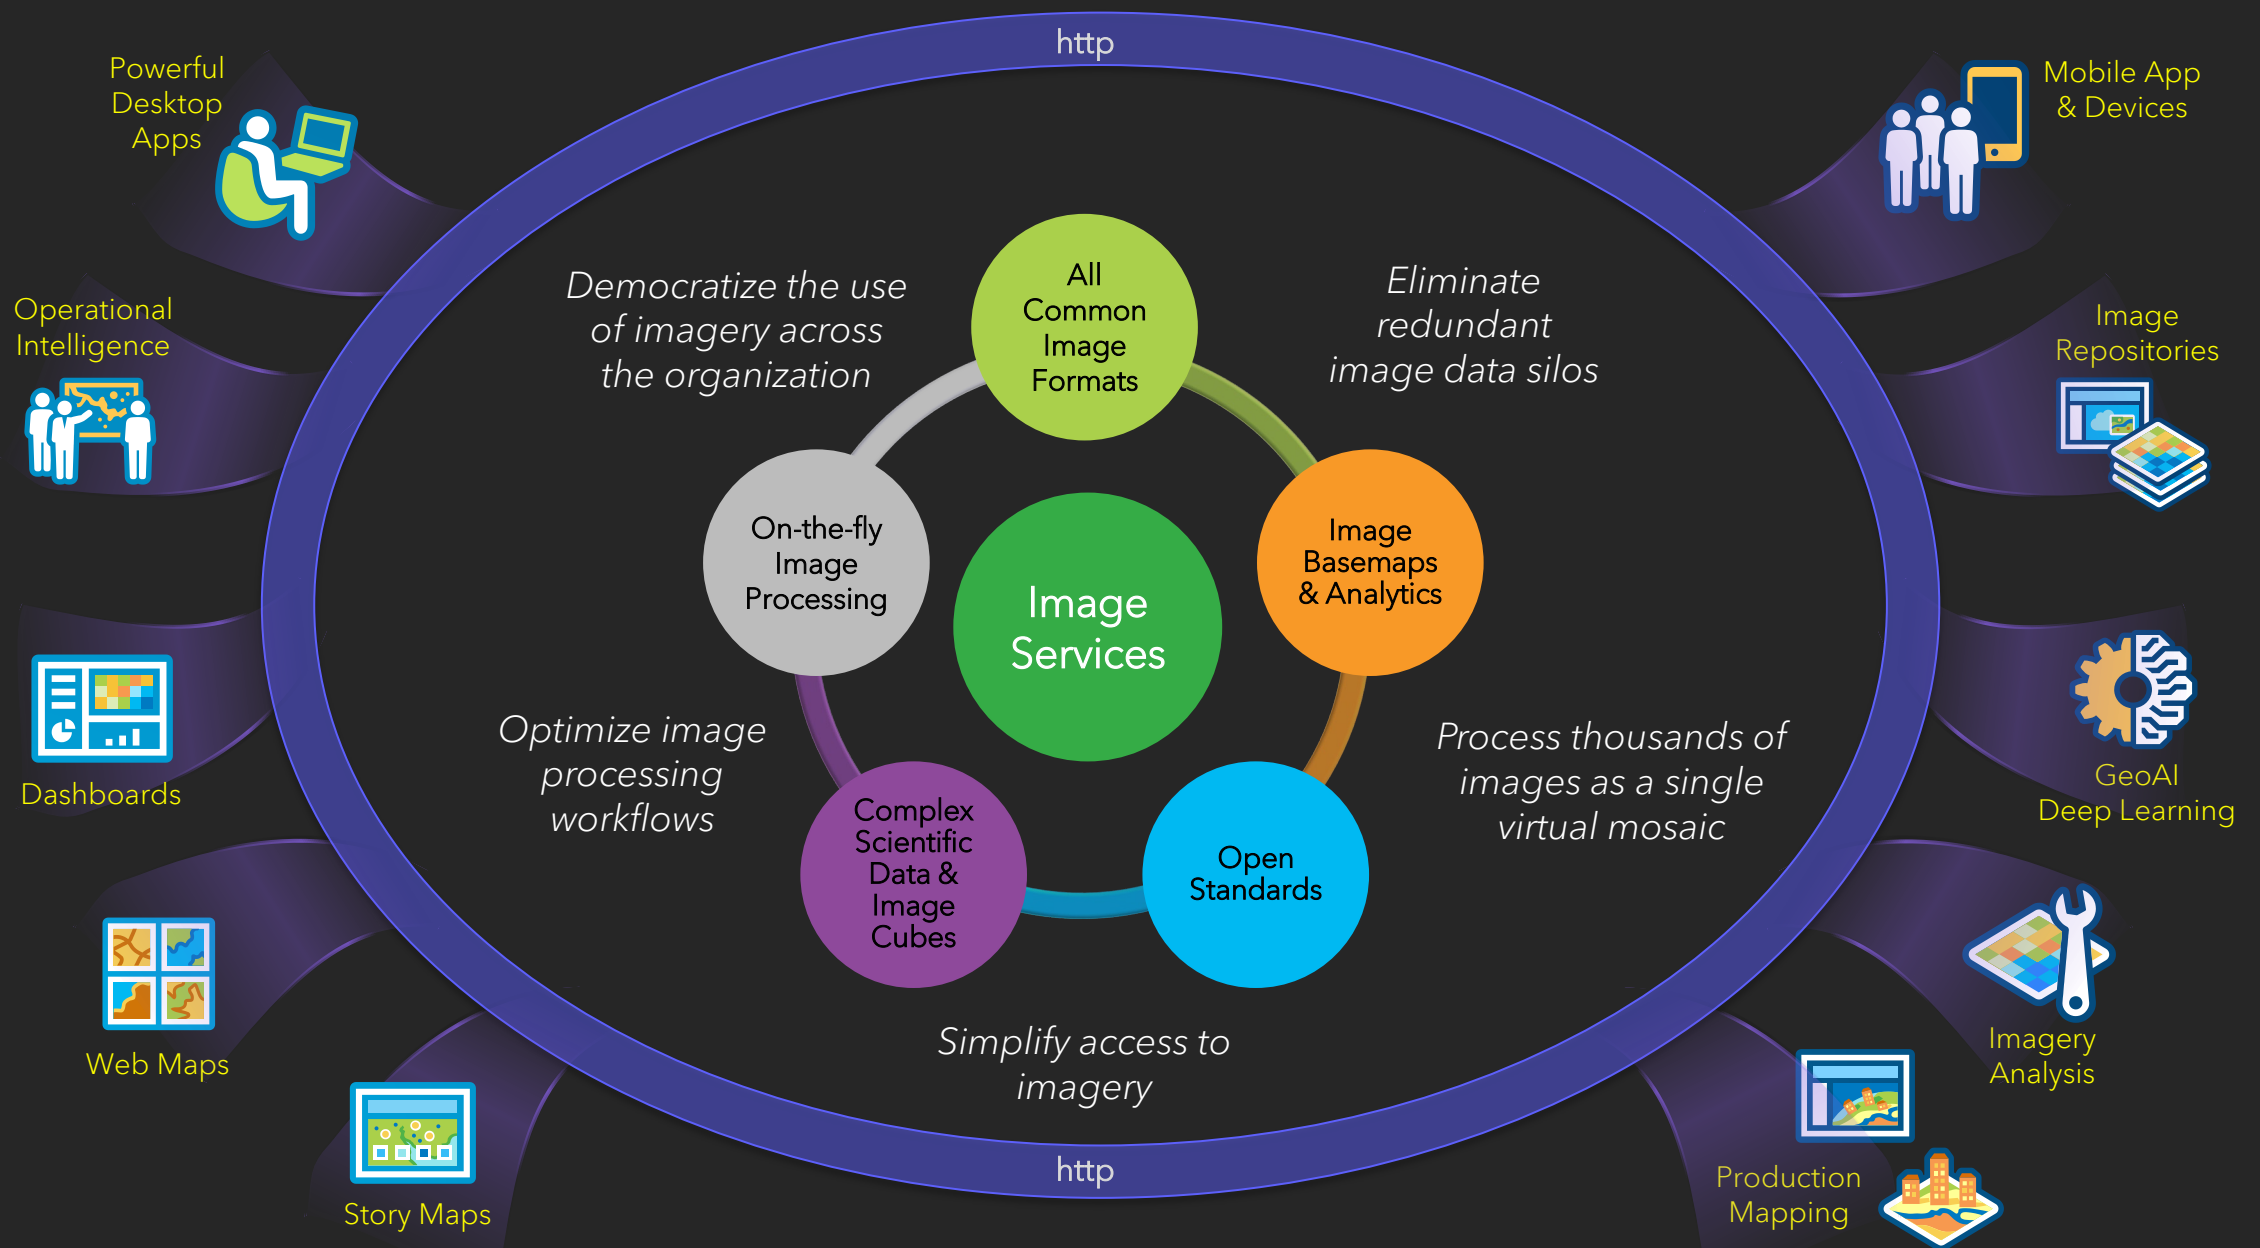 http
Powerful
Desktop
Apps
Mobile App
& Devices
Operational
Intelligence
Image
Repositories
Democratize the use
of imagery across
the organization
Eliminate
redundant
image data silos
All
Common
Image
Formats
On-the-fly
Image
Processing
Image
Basemaps
& Analytics
Image
Services
Dashboards
GeoAI
Deep Learning
Optimize image
processing
workflows
Process thousands of
images as a single
virtual mosaic
Complex
Scientific
Data &
Image
Cubes
Open
Standards
Web Maps
Imagery
Analysis
Simplify access to
imagery
Story Maps
Production
Mapping
http